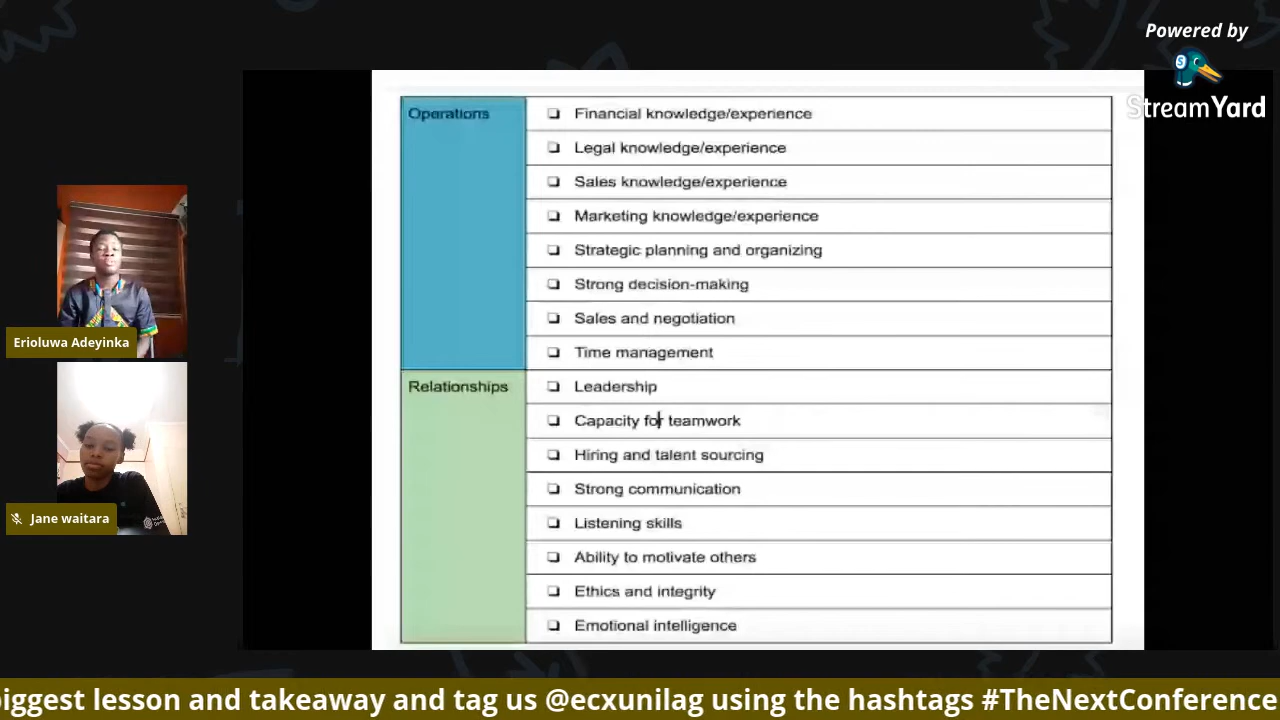 Powered by
StreamYard
Operations
Financial knowledge/experience
Legal knowledge/experience
Sales knowledge/experience
Marketing knowledge/experience
Strategic planning and organizing
Strong decision-making
Sales and negotiation
Time management
Relationships
Leadership
Capacity for teamwork
Hiring and talent sourcing
Strong communication
Listening skills
Ability to motivate others
Ethics and integrity
Emotional intelligence
Erioluwa Adeyinka
Jane waitara
biggest lesson and takeaway and tag us @ecxunilag using the hashtags #TheNextConference